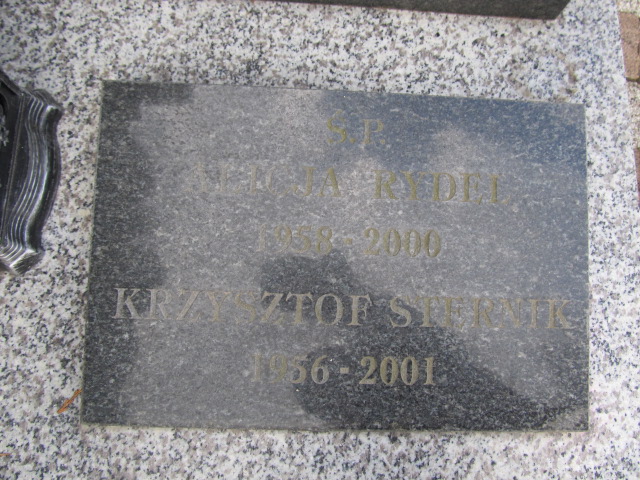 Ś.P.
ALICJA RYDEL
1958 - 2000
KRZYSZTOF STERNIK
1956 - 2001